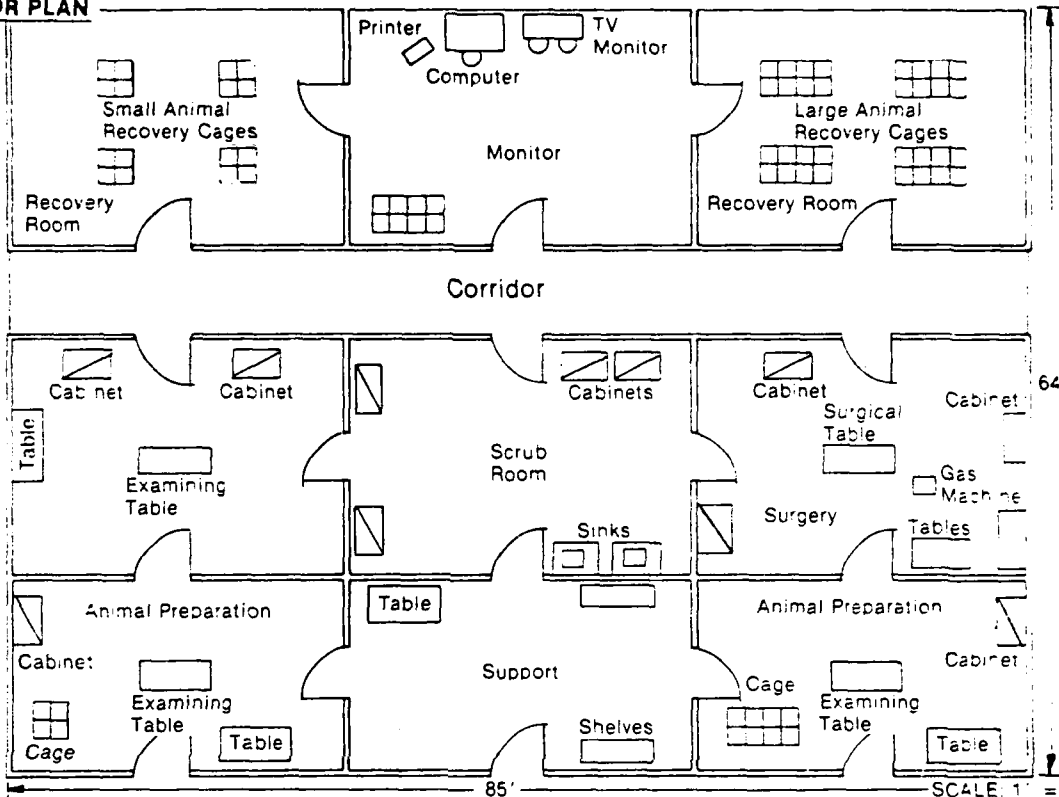 OR PLAN
Printer
TV
Monitor
Computer
Small Animal
Recovery Cages
Large Animal
Recovery Cages
Monitor
Recovery
Room
Recovery Room
Corridor
Cabinet
Cabinet
Cabinets
Cabinet
Cabinet
64
Table
Surgical
Table
Scrub
Room
Examining
Table
Gas
Machine
Surgery
Sinks
Tables
Animal Preparation
Table
Animal Preparation
Cabinet
Support
Cabinet
Examining
Table
Cage
Examining
Table
Cage
Table
Shelves
Table
85'
SCALE: 1" =